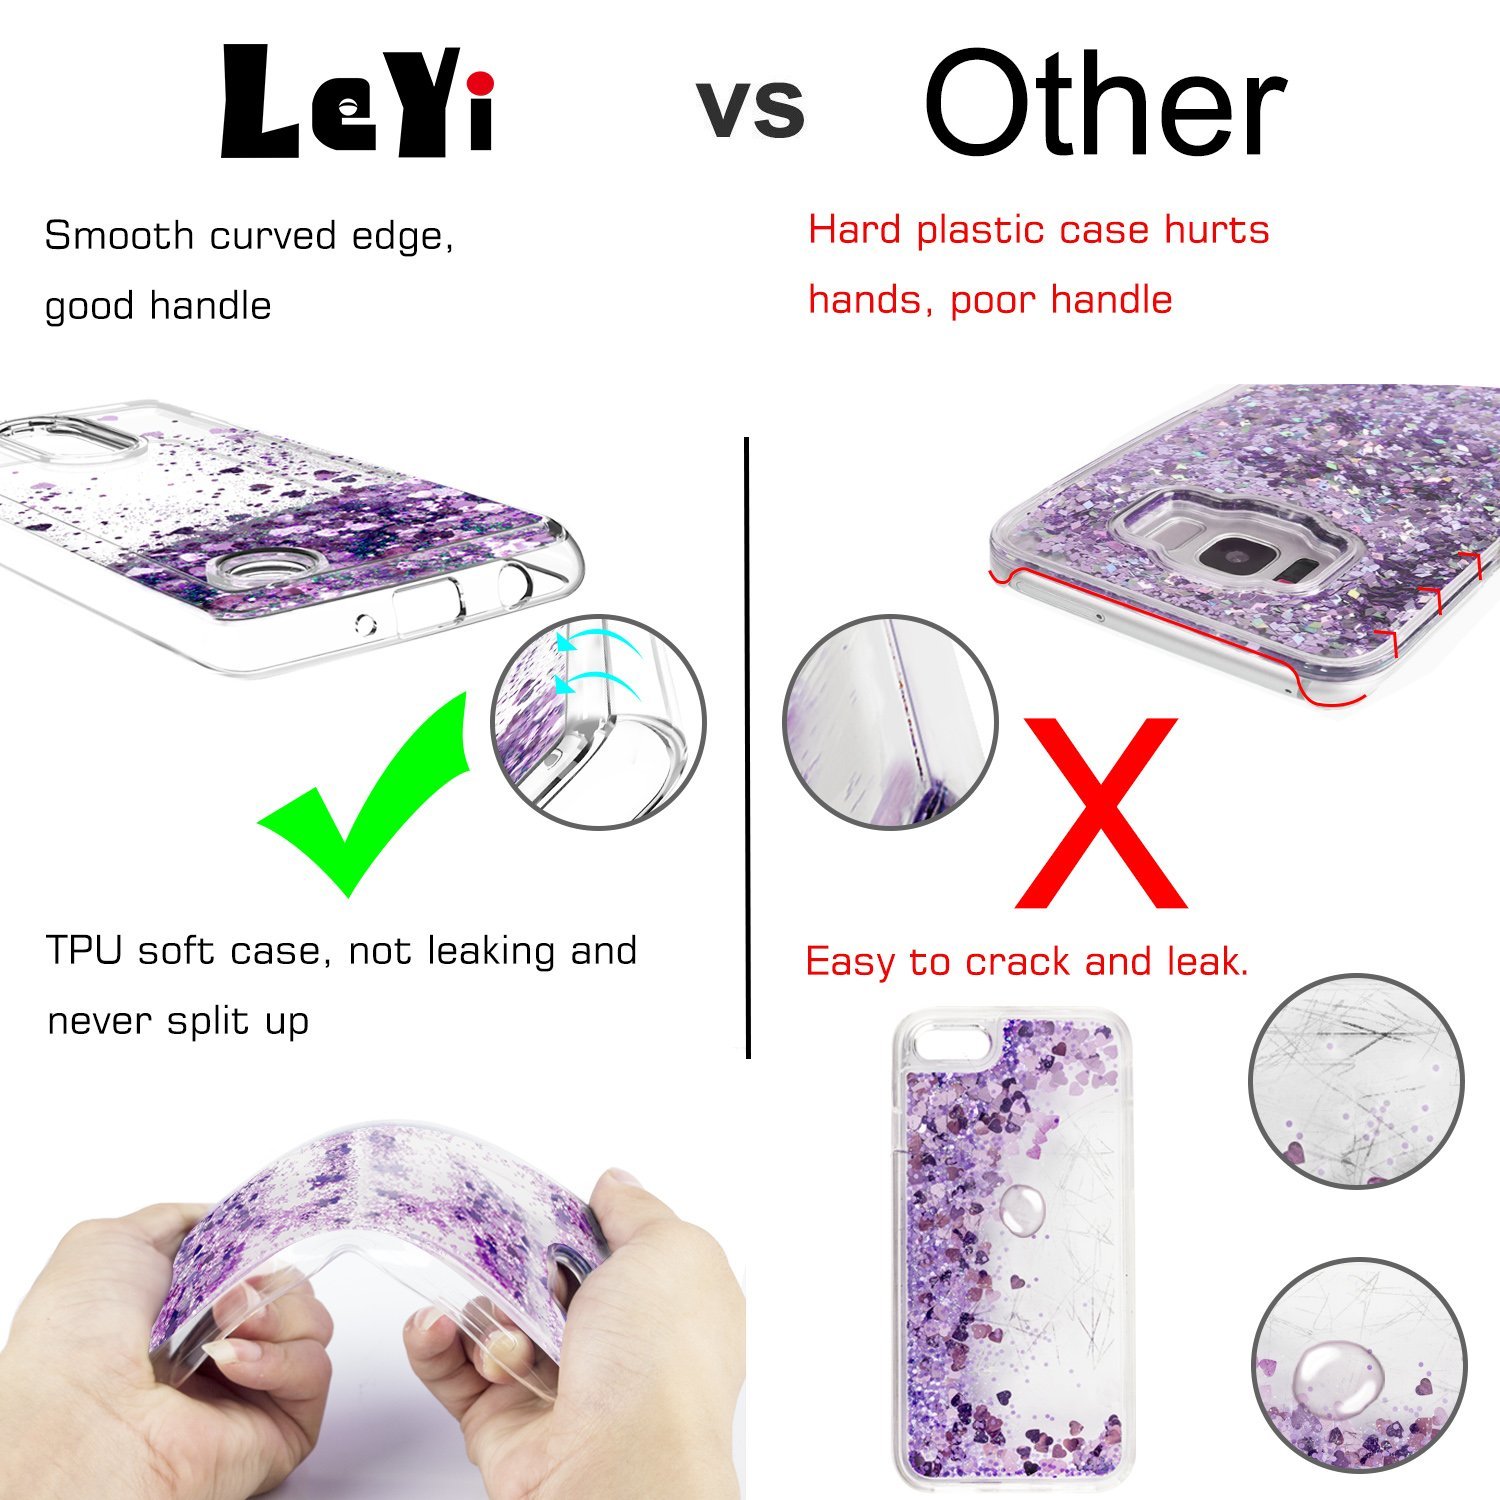 LeYi vs Other
Smooth curved edge,
good handle
Hard plastic case hurts
hands, poor handle
TPU soft case, not leaking and
never split up
X
Easy to crack and leak.